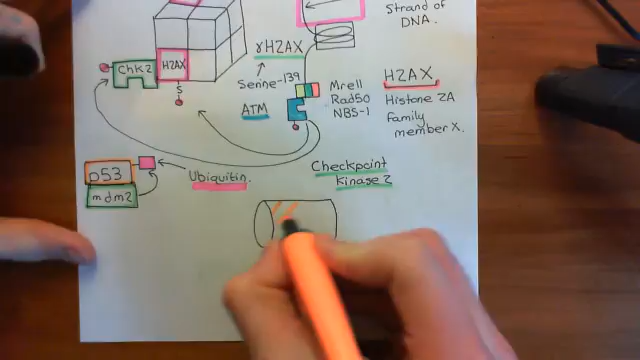 Strand of
DNA.
γH2AX
H2AX
Chk2
S
Serine-139
ATM
Mre11
Rad50
NBS-1
H2AX
Histone 2A
family
member X.
p53
mdm2
Ubiquitin.
Checkpoint
kinase 2